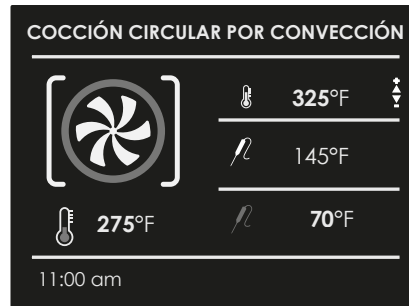 COCCIÓN CIRCULAR POR CONVECCIÓN
325°F
145°F
275°F
70°F
11:00 am